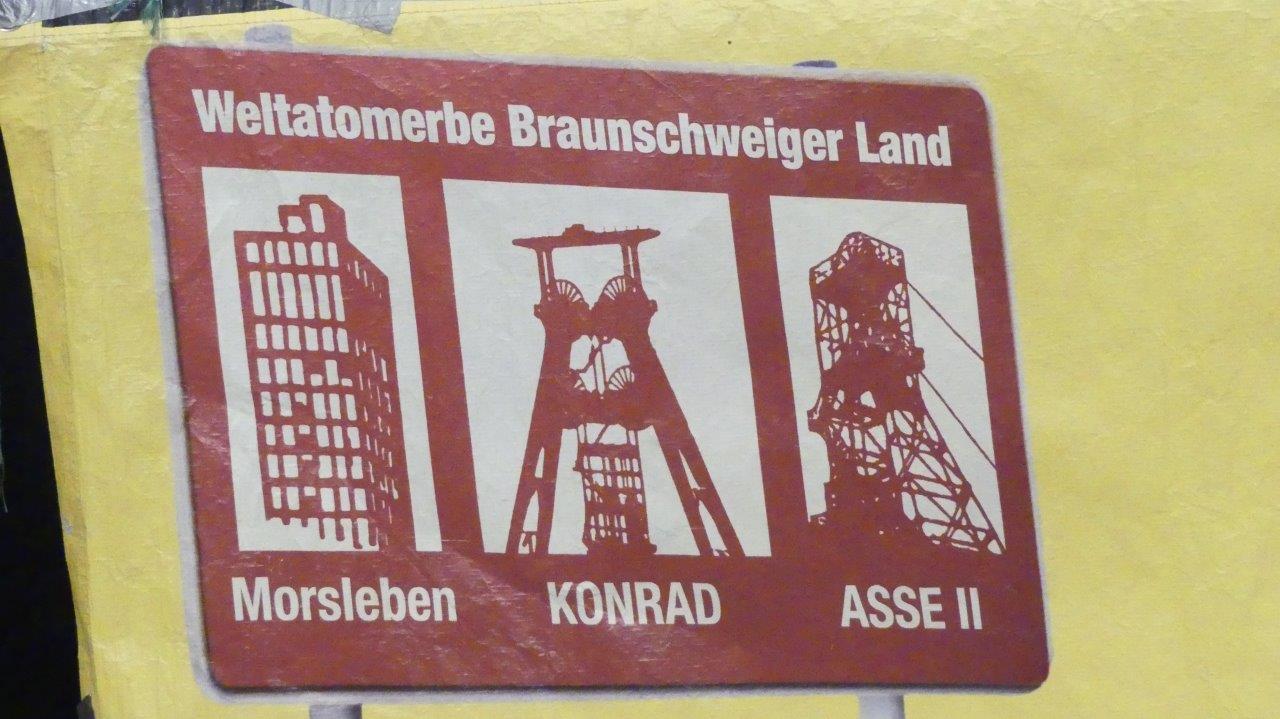 Weltatomerbe Braunschweiger Land
Morsleben KONRAD ASSE II